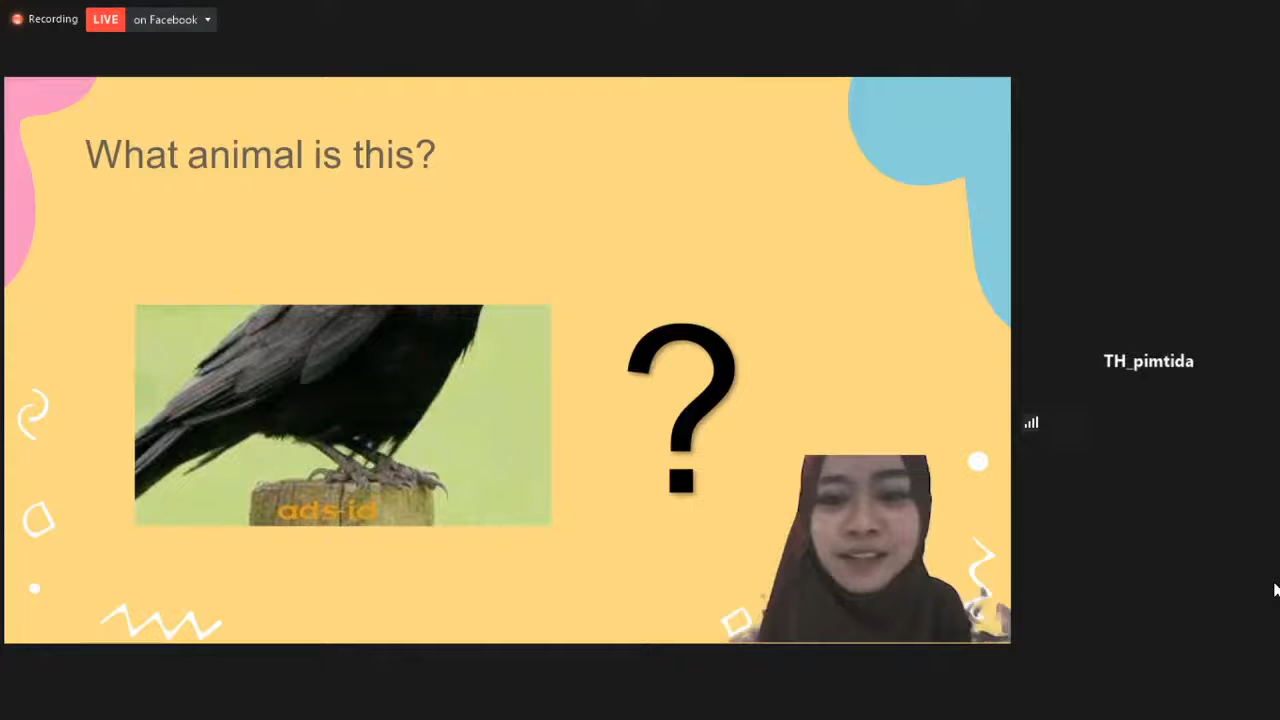 Recording
LIVE on Facebook
What animal is this?
?
ads-id
TH_pimtida